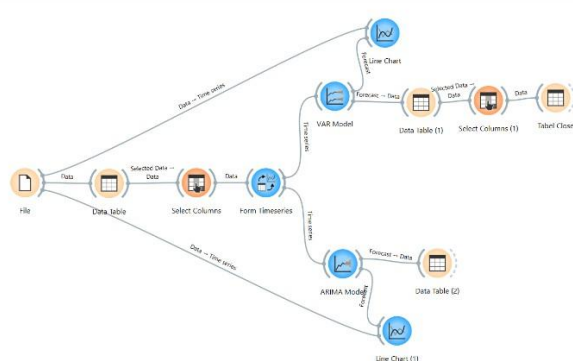 Line Chart
Forecast
Data → Time series
VAR Model
Forecast → Data
Data Table (1)
Selected Data →
Data
Select Columns (1)
Data
Tabel Close
Time series
File
Data
Data Table
Selected Data →
Data
Select Columns
Data
Form Timeseries
Time series
Data → Time series
ARIMA Model
Forecast → Data
Data Table (2)
Forecast
Line Chart (1)